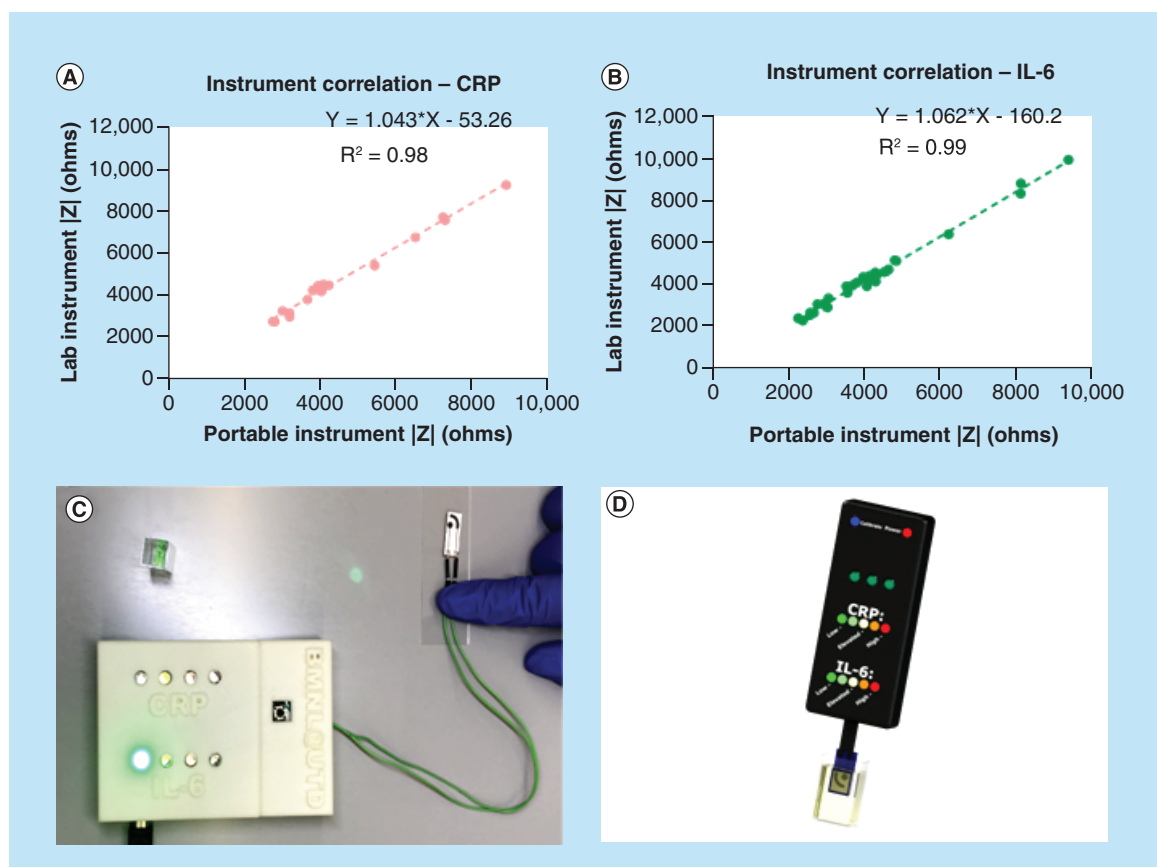 A
Instrument correlation – CRP
Y = 1.043*X - 53.26
R² = 0.98
Lab instrument |Z| (ohms)
12,000
10,000
8000
6000
4000
2000
0
0 2000 4000 6000 8000 10,000
Portable instrument |Z| (ohms)
B
Instrument correlation – IL-6
Y = 1.062*X - 160.2
R² = 0.99
Lab instrument |Z| (ohms)
12,000
10,000
8000
6000
4000
2000
0
0 2000 4000 6000 8000 10,000
Portable instrument |Z| (ohms)
C
CRP
IL-6
BMNL@UTD
D
Calibrate Power
CRP:
Low - Elevated - High -
IL-6:
Low - Elevated - High -